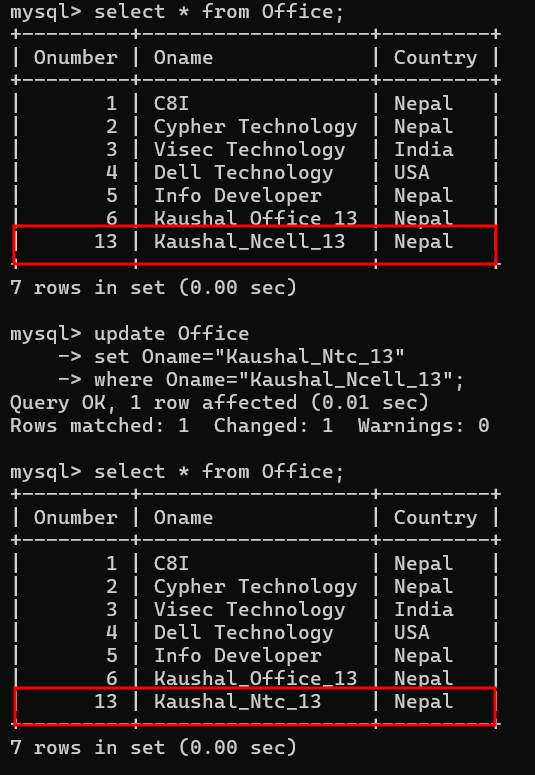 mysql> select * from Office;
+---------+-------------------+---------+
| Onumber | Oname             | Country |
+---------+-------------------+---------+
|       1 | C8I               | Nepal   |
|       2 | Cypher Technology | Nepal   |
|       3 | Visec Technology  | India   |
|       4 | Dell Technology   | USA     |
|       5 | Info Developer    | Nepal   |
|       6 | Kaushal_Office_13 | Nepal   |
|      13 | Kaushal_Ncell_13  | Nepal   |
+---------+-------------------+---------+
7 rows in set (0.00 sec)
mysql> update Office
    -> set Oname="Kaushal_Ntc_13"
    -> where Oname="Kaushal_Ncell_13";
Query OK, 1 row affected (0.01 sec)
Rows matched: 1  Changed: 1  Warnings: 0
mysql> select * from Office;
+---------+-------------------+---------+
| Onumber | Oname             | Country |
+---------+-------------------+---------+
|       1 | C8I               | Nepal   |
|       2 | Cypher Technology | Nepal   |
|       3 | Visec Technology  | India   |
|       4 | Dell Technology   | USA     |
|       5 | Info Developer    | Nepal   |
|       6 | Kaushal_Office_13 | Nepal   |
|      13 | Kaushal_Ntc_13    | Nepal   |
+---------+-------------------+---------+
7 rows in set (0.00 sec)